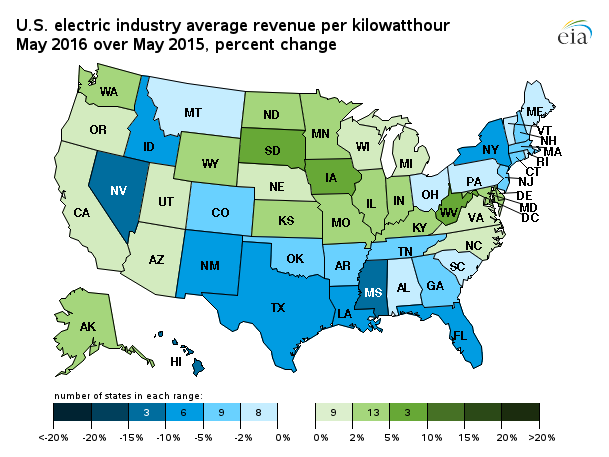 U.S. electric industry average revenue per kilowatthour
May 2016 over May 2015, percent change
eia
WA
MT
ND
MN
ME
VT
NH
MA
RI
CT
NJ
DE
MD
DC
OR
ID
SD
WI
MI
NY
WY
IA
PA
NV
NE
OH
IL
IN
WV
VA
CA
UT
CO
KS
MO
KY
NC
TN
AZ
NM
OK
AR
SC
MS
AL
GA
TX
LA
FL
AK
HI
number of states in each range:
3 6 9 8 9 13 3
<-20% -20% -15% -10% -5% -2% 0% 0% 2% 5% 10% 15% 20% >20%